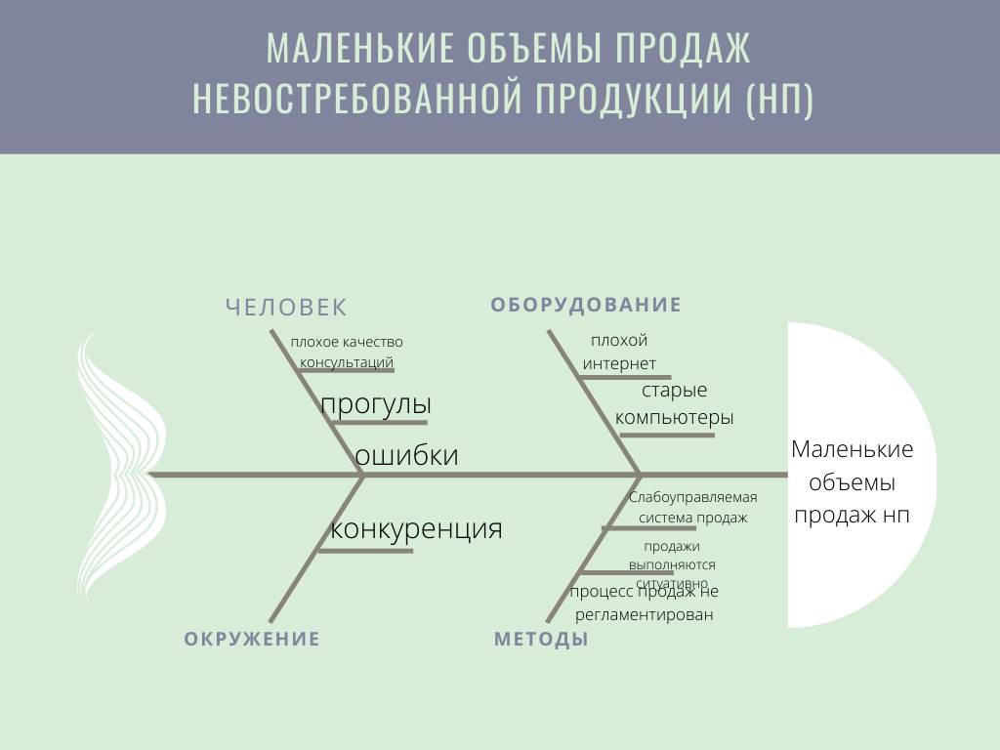 МАЛЕНЬКИЕ ОБЪЕМЫ ПРОДАЖ
НЕВОСТРЕБОВАННОЙ ПРОДУКЦИИ (НП)
ЧЕЛОВЕК
плохое качество
консультаций
прогулы
ошибки
ОБОРУДОВАНИЕ
плохой
интернет
старые
компьютеры
Маленькие
объемы
продаж нп
конкуренция
ОКРУЖЕНИЕ
Слабоуправляемая
система продаж
продажи
выполняются
ситуативно
процесс продаж не
регламентирован
МЕТОДЫ